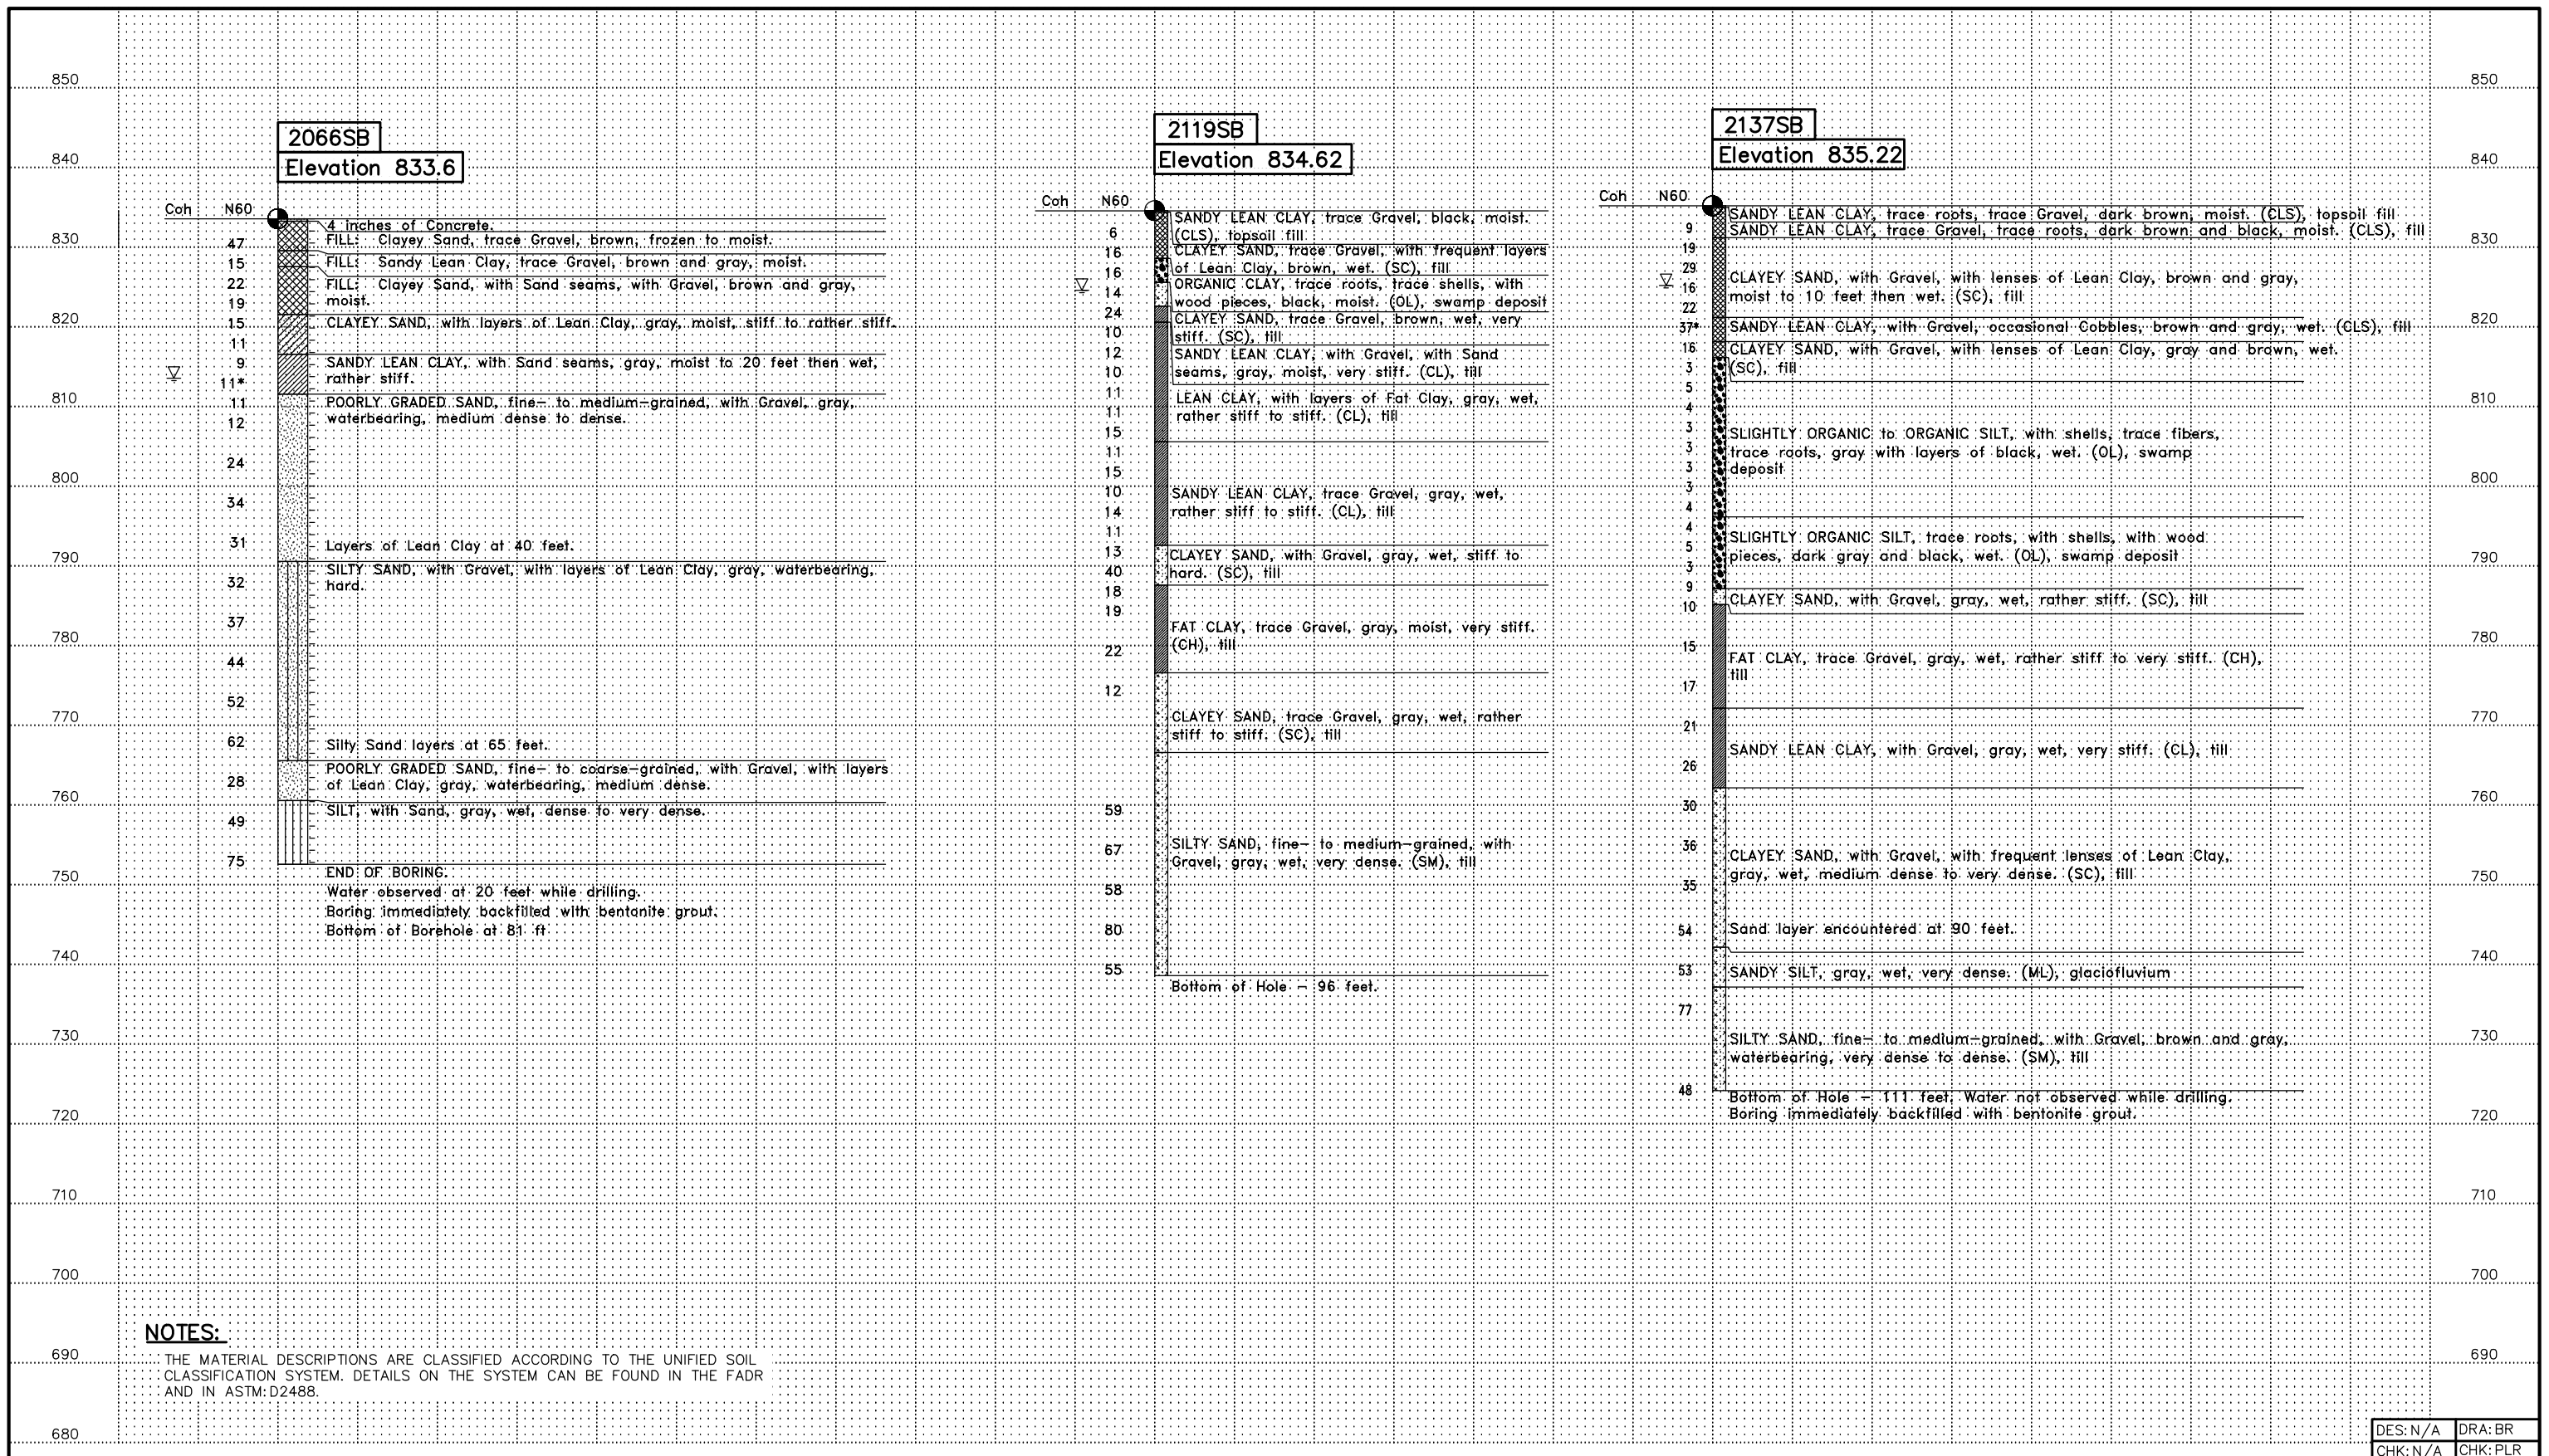 850
840
830
820
810
800
790
780
770
760
750
740
730
720
710
700
690
680
2066SB
Elevation 833.6
Coh N60
47
15
22
19
15
11
9
11*
11
12
24
34
31
32
37
44
52
62
28
49
75
4 inches of Concrete.
FILL: Clayey Sand, trace Gravel, brown, frozen to moist.
FILL: Sandy Lean Clay, trace Gravel, brown and gray, moist.
FILL: Clayey Sand, with Sand seams, with Gravel, brown and gray,
moist.
CLAYEY SAND, with layers of Lean Clay, gray, moist, stiff to rather stiff.
SANDY LEAN CLAY, with Sand seams, gray, moist to 20 feet then wet,
rather stiff.
POORLY GRADED SAND, fine- to medium-grained, with Gravel, gray,
waterbearing, medium dense to dense.
Layers of Lean Clay at 40 feet.
SILTY SAND, with Gravel, with layers of Lean Clay, gray, waterbearing,
hard.
Silty Sand layers at 65 feet.
POORLY GRADED SAND, fine- to coarse-grained, with Gravel, with layers
of Lean Clay, gray, waterbearing, medium dense.
SILT, with Sand, gray, wet, dense to very dense.
END OF BORING.
Water observed at 20 feet while drilling.
Boring immediately backfilled with bentonite grout.
Bottom of Borehole at 81 ft
2119SB
Elevation 834.62
Coh N60
6
16
16
14
24
10
12
10
11
11
15
11
15
10
14
11
13
40
18
19
22
12
59
67
58
80
55
SANDY LEAN CLAY, trace Gravel, black, moist.
(CLS), topsoil fill
CLAYEY SAND, trace Gravel, with frequent layers
of Lean Clay, brown, wet. (SC), fill
ORGANIC CLAY, trace roots, trace shells, with
wood pieces, black, moist. (OL), swamp deposit
CLAYEY SAND, trace Gravel, brown, wet, very
stiff. (SC), till
SANDY LEAN CLAY, with Gravel, with Sand
seams, gray, moist, very stiff. (CL), till
LEAN CLAY, with layers of Fat Clay, gray, wet,
rather stiff to stiff. (CL), till
SANDY LEAN CLAY, trace Gravel, gray, wet,
rather stiff to stiff. (CL), till
CLAYEY SAND, with Gravel, gray, wet, stiff to
hard. (SC), till
FAT CLAY, trace Gravel, gray, moist, very stiff.
(CH), till
CLAYEY SAND, trace Gravel, gray, wet, rather
stiff to stiff. (SC), till
SILTY SAND, fine- to medium-grained, with
Gravel, gray, wet, very dense. (SM), till
Bottom of Hole - 96 feet.
2137SB
Elevation 835.22
Coh N60
9
19
29
16
22
37*
16
3
5
4
3
3
3
3
4
4
5
3
9
10
15
17
21
26
30
36
35
54
53
77
48
SANDY LEAN CLAY, trace roots, trace Gravel, dark brown, moist. (CLS), topsoil fill
SANDY LEAN CLAY, trace Gravel, trace roots, dark brown and black, moist. (CLS), fill
CLAYEY SAND, with Gravel, with lenses of Lean Clay, brown and gray,
moist to 10 feet then wet. (SC), fill
SANDY LEAN CLAY, with Gravel, occasional Cobbles, brown and gray, wet. (CLS), fill
CLAYEY SAND, with Gravel, with lenses of Lean Clay, gray and brown, wet.
(SC), fill
SLIGHTLY ORGANIC to ORGANIC SILT, with shells, trace fibers,
trace roots, gray with layers of black, wet. (OL), swamp
deposit
SLIGHTLY ORGANIC SILT, trace roots, with shells, with wood
pieces, dark gray and black, wet. (OL), swamp deposit
CLAYEY SAND, with Gravel, gray, wet, rather stiff. (SC), till
FAT CLAY, trace Gravel, gray, wet, rather stiff to very stiff. (CH),
till
SANDY LEAN CLAY, with Gravel, gray, wet, very stiff. (CL), till
CLAYEY SAND, with Gravel, with frequent lenses of Lean Clay,
gray, wet, medium dense to very dense. (SC), till
Sand layer encountered at 90 feet.
SANDY SILT, gray, wet, very dense. (ML), glaciofluvium
SILTY SAND, fine- to medium-grained, with Gravel, brown and gray,
waterbearing, very dense to dense. (SM), till
Bottom of Hole - 111 feet. Water not observed while drilling.
Boring immediately backfilled with bentonite grout.
850
840
830
820
810
800
790
780
770
760
750
740
730
720
710
700
690
680
NOTES:
THE MATERIAL DESCRIPTIONS ARE CLASSIFIED ACCORDING TO THE UNIFIED SOIL
CLASSIFICATION SYSTEM. DETAILS ON THE SYSTEM CAN BE FOUND IN THE FADR
AND IN ASTM:D2488.
DES: N/A DRA: BR
CHK: N/A CHK: PLR